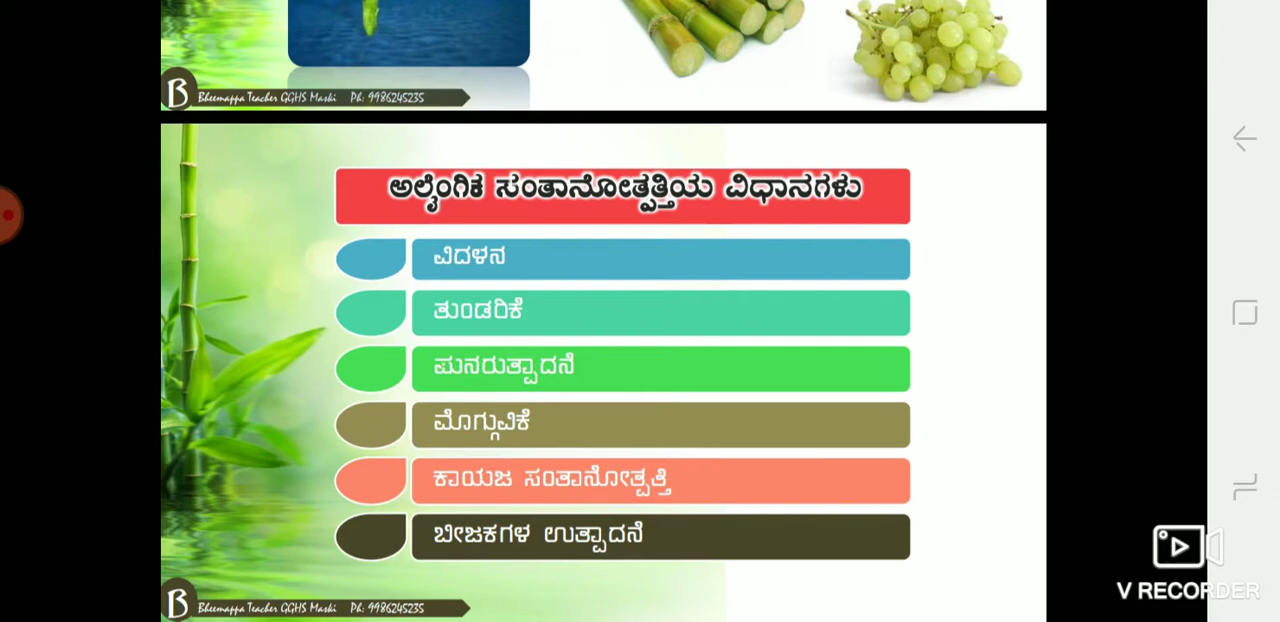 B Bheemappa Teacher GGHS Maski Ph: 9986245235
ಅಲೈಂಗಿಕ ಸಂತಾನೋತ್ಪತ್ತಿಯ ವಿಧಾನಗಳು
ವಿದಳನ
ತುಂಡರಿಕೆ
ಪುನರುತ್ಪಾದನೆ
ಮೊಗ್ಗುವಿಕೆ
ಕಾಯಜ ಸಂತಾನೋತ್ಪತ್ತಿ
ಬೀಜಕಗಳ ಉತ್ಪಾದನೆ
B Bheemappa Teacher GGHS Maski Ph: 9986245235
V RECORDER